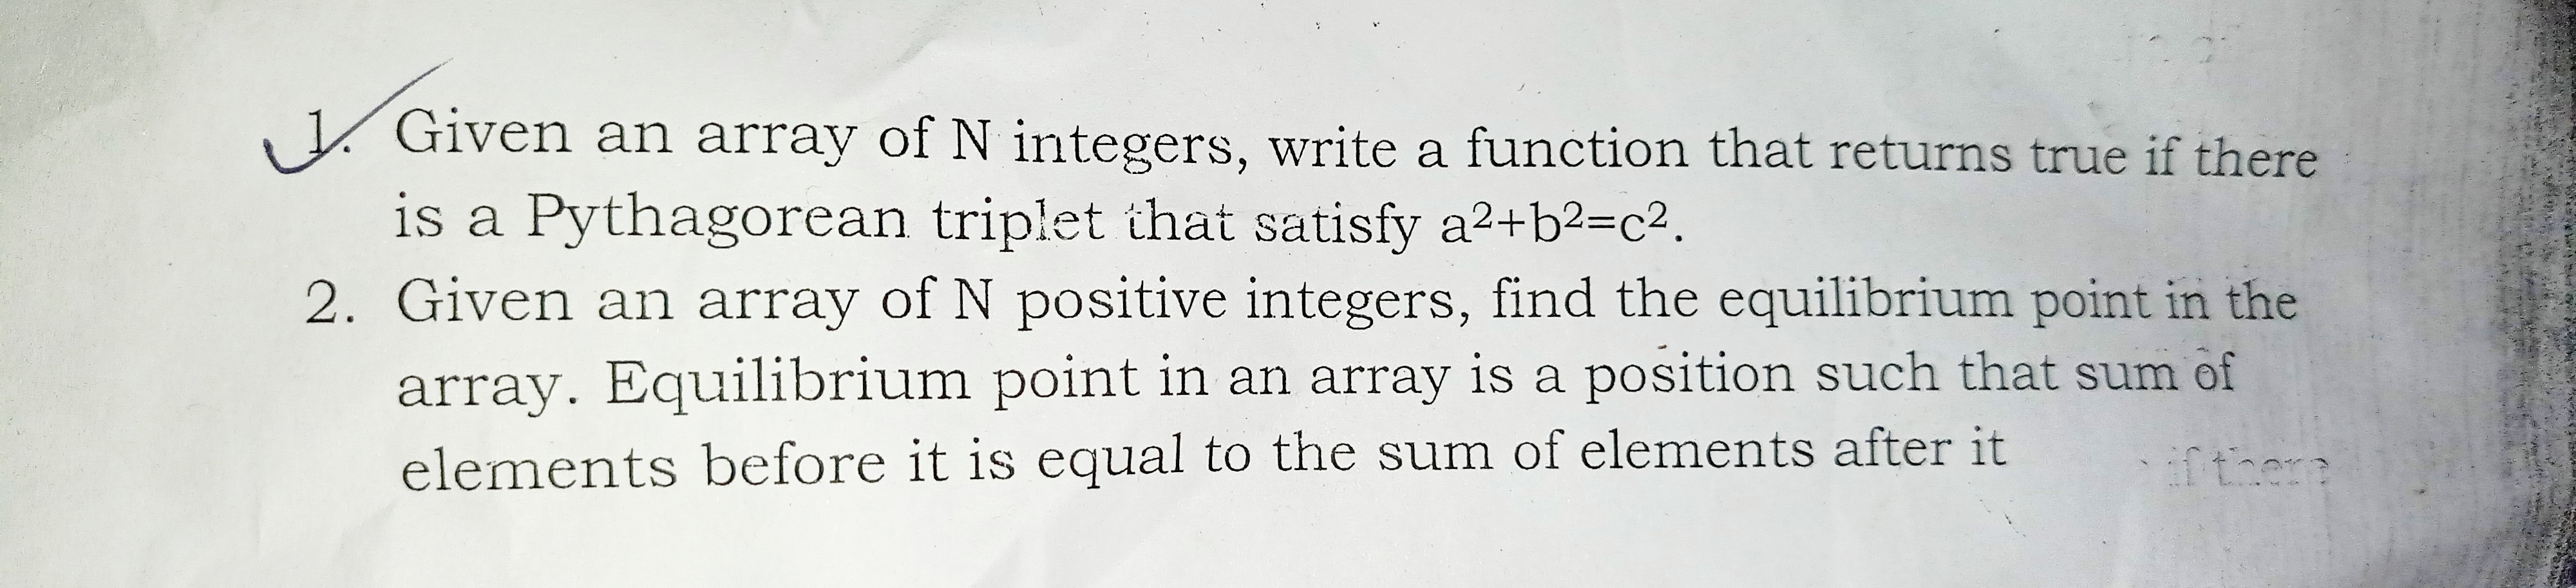 1. Given an array of N integers, write a function that returns true if there
is a Pythagorean triplet that satisfy a2+b2=c2.
2. Given an array of N positive integers, find the equilibrium point in the
array. Equilibrium point in an array is a position such that sum of
elements before it is equal to the sum of elements after it
if there